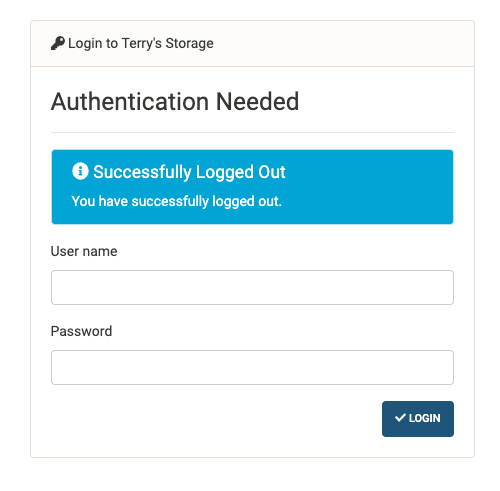 Login to Terry's Storage
Authentication Needed
Successfully Logged Out
You have successfully logged out.
User name
Password
LOGIN